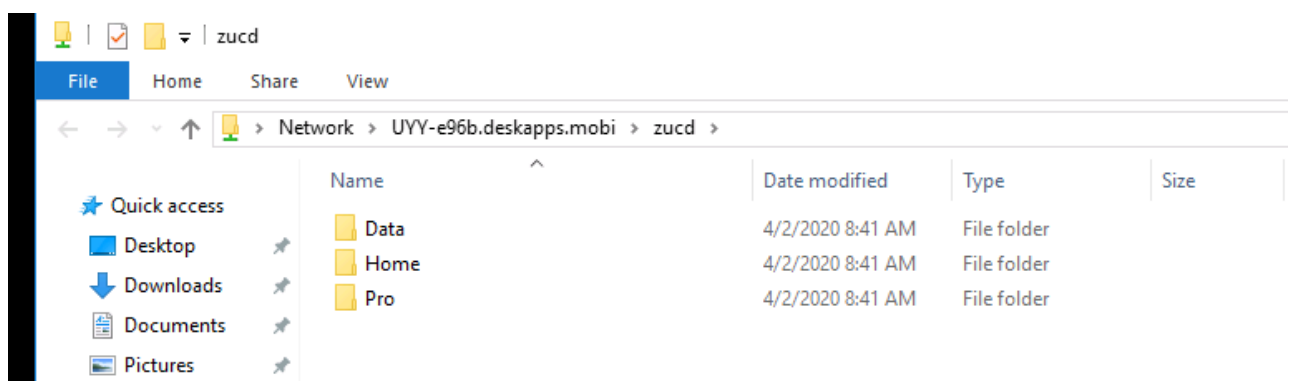 zucd
File Home Share View
Network > UYY-e96b.deskapps.mobi > zucd >
Name Date modified Type Size
Quick access
Data 4/2/2020 8:41 AM File folder
Desktop
Home 4/2/2020 8:41 AM File folder
Downloads
Pro 4/2/2020 8:41 AM File folder
Documents
Pictures